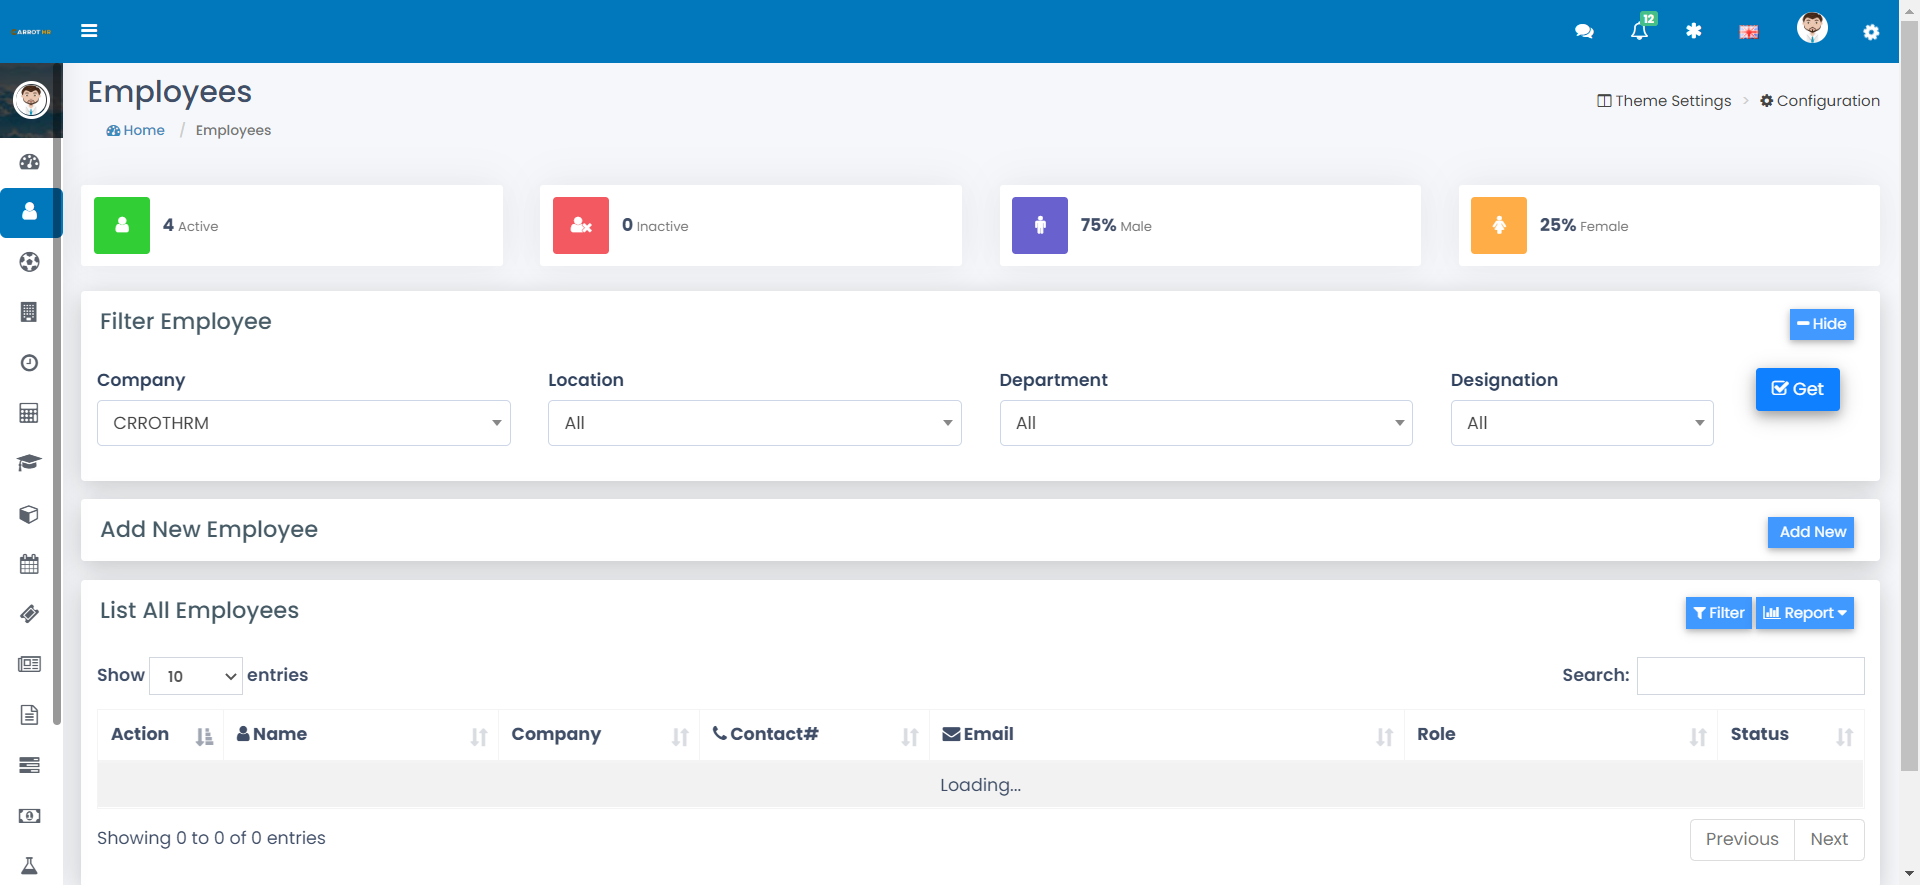 ARROT HR
12
Employees
Theme Settings > Configuration
Home / Employees
4 Active
0 Inactive
75% Male
25% Female
Filter Employee
Hide
Company
Location
Department
Designation
Get
CRROTHRM
All
All
All
Add New Employee
Add New
List All Employees
Filter
Report
Show 10 entries
Search:
Action
Name
Company
Contact#
Email
Role
Status
Loading...
Showing 0 to 0 of 0 entries
Previous
Next